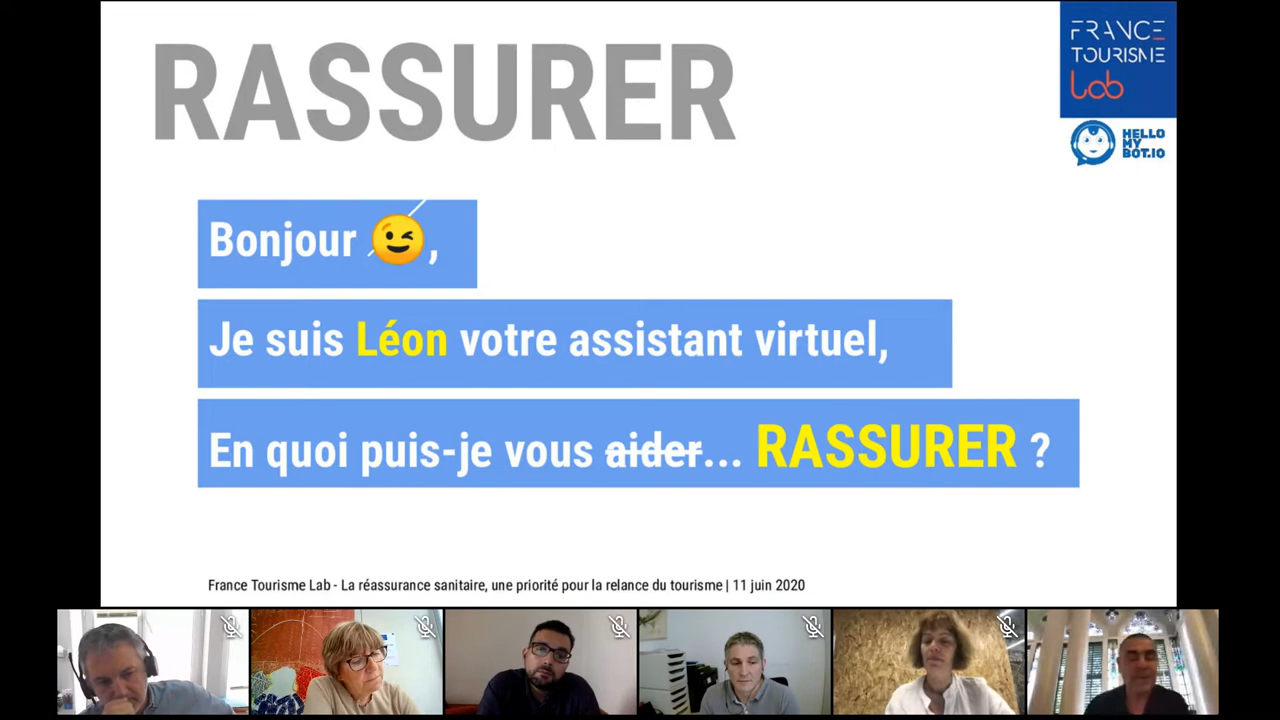 RASSURER
FRANCE
TOURISME
Lab
HELLO
MY
BOT.IO
Bonjour 😉,
Je suis Léon votre assistant virtuel,
En quoi puis-je vous aider... RASSURER ?
France Tourisme Lab - La réassurance sanitaire, une priorité pour la relance du tourisme | 11 juin 2020